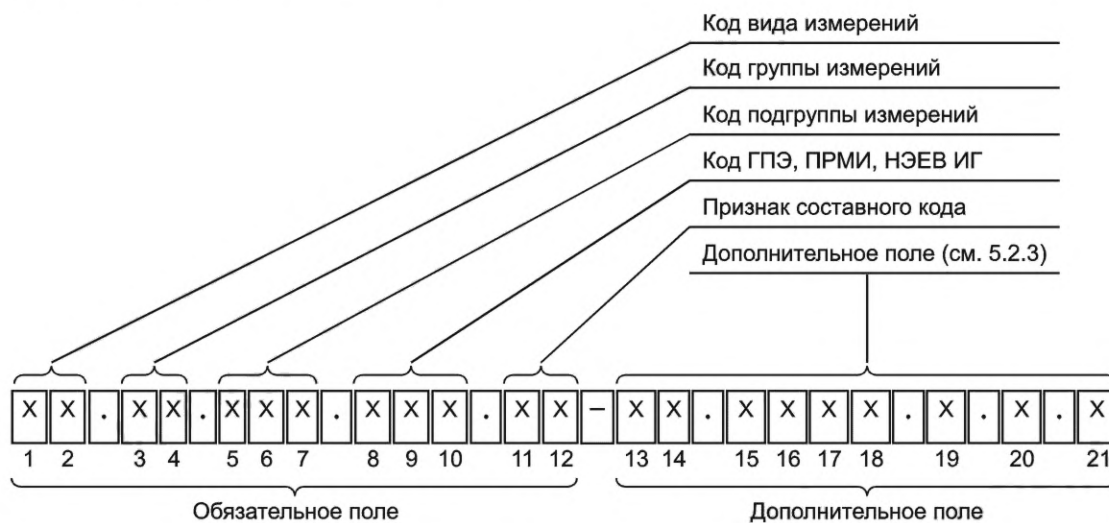 Код вида измерений
Код группы измерений
Код подгруппы измерений
Код ГПЭ, ПРМИ, НЭЕВ ИГ
Признак составного кода
Дополнительное поле (см. 5.2.3)
X X . X X . X X X . X X X . X X – X X . X X X X . X . X . X
1 2 3 4 5 6 7 8 9 10 11 12 13 14 15 16 17 18 19 20 21
Обязательное поле Дополнительное поле